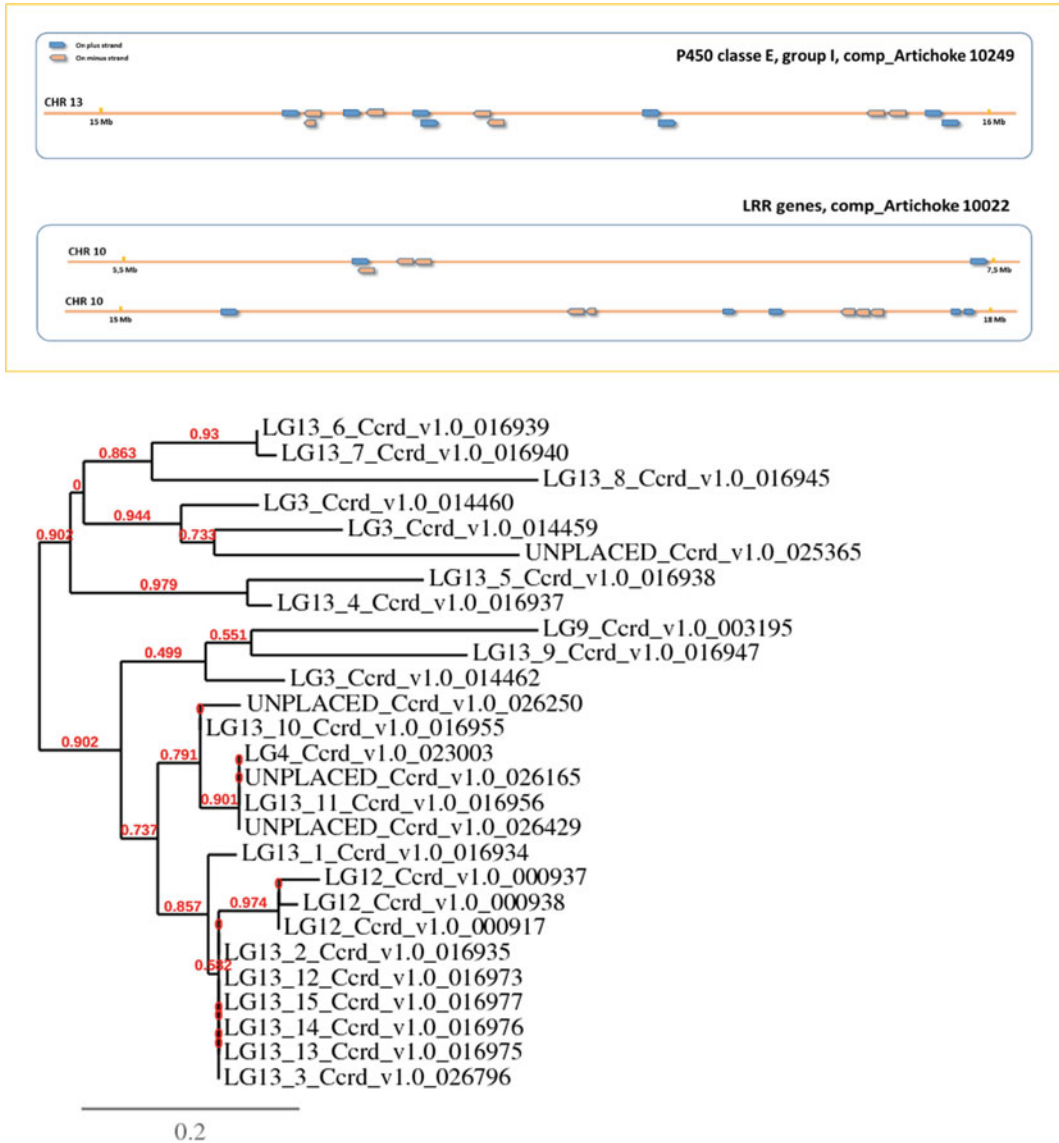 On plus strand
On minus strand
P450 classe E, group I, comp_Artichoke 10249
CHR 13
15 Mb
16 Mb
LRR genes, comp_Artichoke 10022
CHR 10
5,5 Mb
7,5 Mb
CHR 10
15 Mb
18 Mb
LG13_6_Ccrd_v1.0_016939
0.93
LG13_7_Ccrd_v1.0_016940
0.863
LG13_8_Ccrd_v1.0_016945
0
LG3_Ccrd_v1.0_014460
0.944
LG3_Ccrd_v1.0_014459
0.902
0.733
UNPLACED_Ccrd_v1.0_025365
LG13_5_Ccrd_v1.0_016938
0.979
LG13_4_Ccrd_v1.0_016937
LG9_Ccrd_v1.0_003195
0.551
LG13_9_Ccrd_v1.0_016947
0.499
LG3_Ccrd_v1.0_014462
UNPLACED_Ccrd_v1.0_026250
LG13_10_Ccrd_v1.0_016955
0.902
LG4_Ccrd_v1.0_023003
0.791
UNPLACED_Ccrd_v1.0_026165
LG13_11_Ccrd_v1.0_016956
0.901
UNPLACED_Ccrd_v1.0_026429
0.737
LG13_1_Ccrd_v1.0_016934
LG12_Ccrd_v1.0_000937
0.974
LG12_Ccrd_v1.0_000938
0.857
LG12_Ccrd_v1.0_000917
LG13_2_Ccrd_v1.0_016935
0.582
LG13_12_Ccrd_v1.0_016973
LG13_15_Ccrd_v1.0_016977
LG13_14_Ccrd_v1.0_016976
LG13_13_Ccrd_v1.0_016975
LG13_3_Ccrd_v1.0_026796
0.2